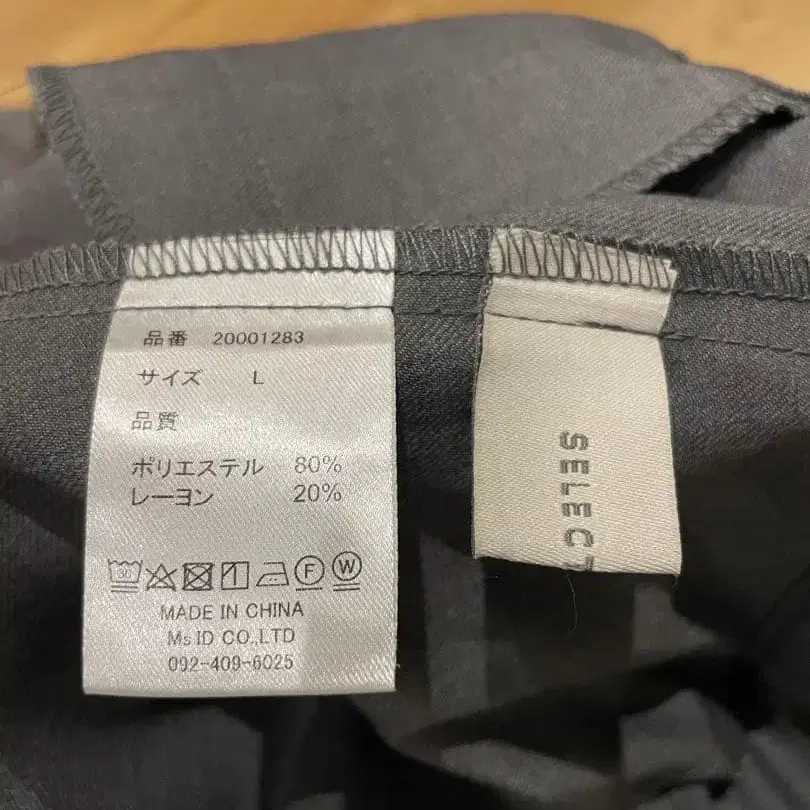 品番 20001283
サイズ L
品質
ポリエステル 80%
レーヨン 20%
30 F W
MADE IN CHINA
Ms ID CO.,LTD
092-409-6025
SELECT